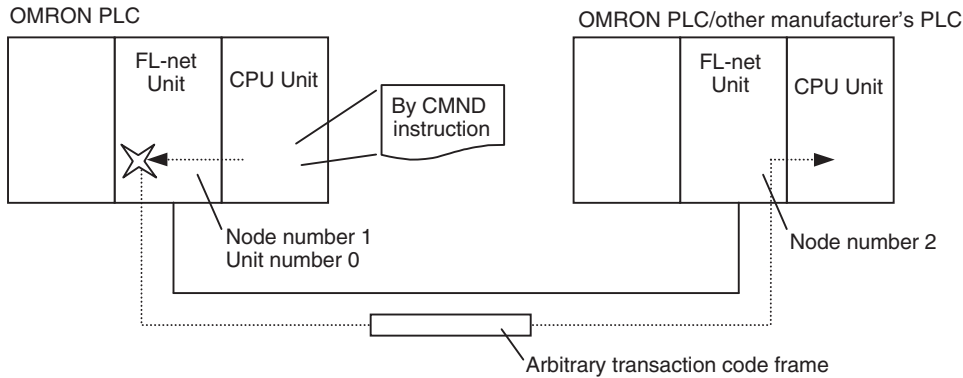 OMRON PLC
OMRON PLC/other manufacturer's PLC
FL-net
Unit
CPU Unit
By CMND
instruction
FL-net
Unit
CPU Unit
Node number 1
Unit number 0
Node number 2
Arbitrary transaction code frame